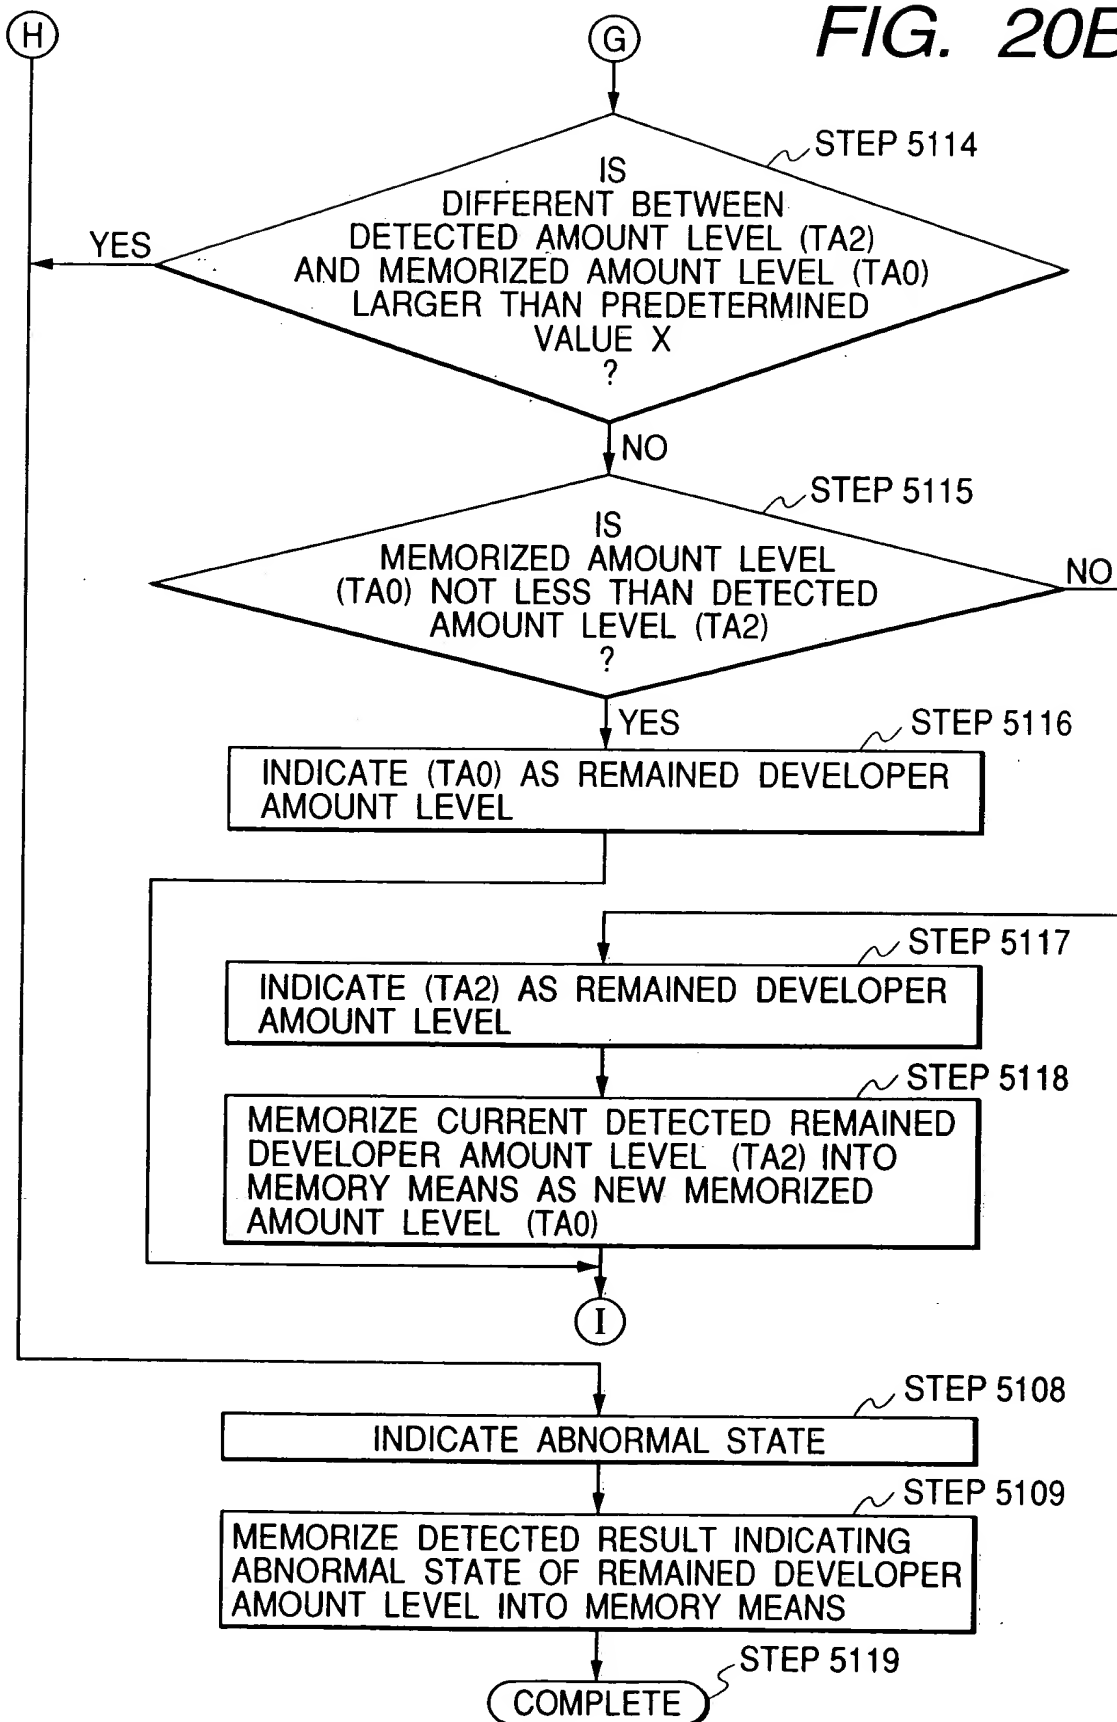 H
G
FIG. 20B
STEP 5114
IS
DIFFERENT BETWEEN
DETECTED AMOUNT LEVEL (TA2)
AND MEMORIZED AMOUNT LEVEL (TA0)
LARGER THAN PREDETERMINED
VALUE X
?
YES
NO
STEP 5115
IS
MEMORIZED AMOUNT LEVEL
(TA0) NOT LESS THAN DETECTED
AMOUNT LEVEL (TA2)
?
NO
YES
STEP 5116
INDICATE (TA0) AS REMAINED DEVELOPER
AMOUNT LEVEL
STEP 5117
INDICATE (TA2) AS REMAINED DEVELOPER
AMOUNT LEVEL
STEP 5118
MEMORIZE CURRENT DETECTED REMAINED
DEVELOPER AMOUNT LEVEL (TA2) INTO
MEMORY MEANS AS NEW MEMORIZED
AMOUNT LEVEL (TA0)
I
STEP 5108
INDICATE ABNORMAL STATE
STEP 5109
MEMORIZE DETECTED RESULT INDICATING
ABNORMAL STATE OF REMAINED DEVELOPER
AMOUNT LEVEL INTO MEMORY MEANS
STEP 5119
COMPLETE